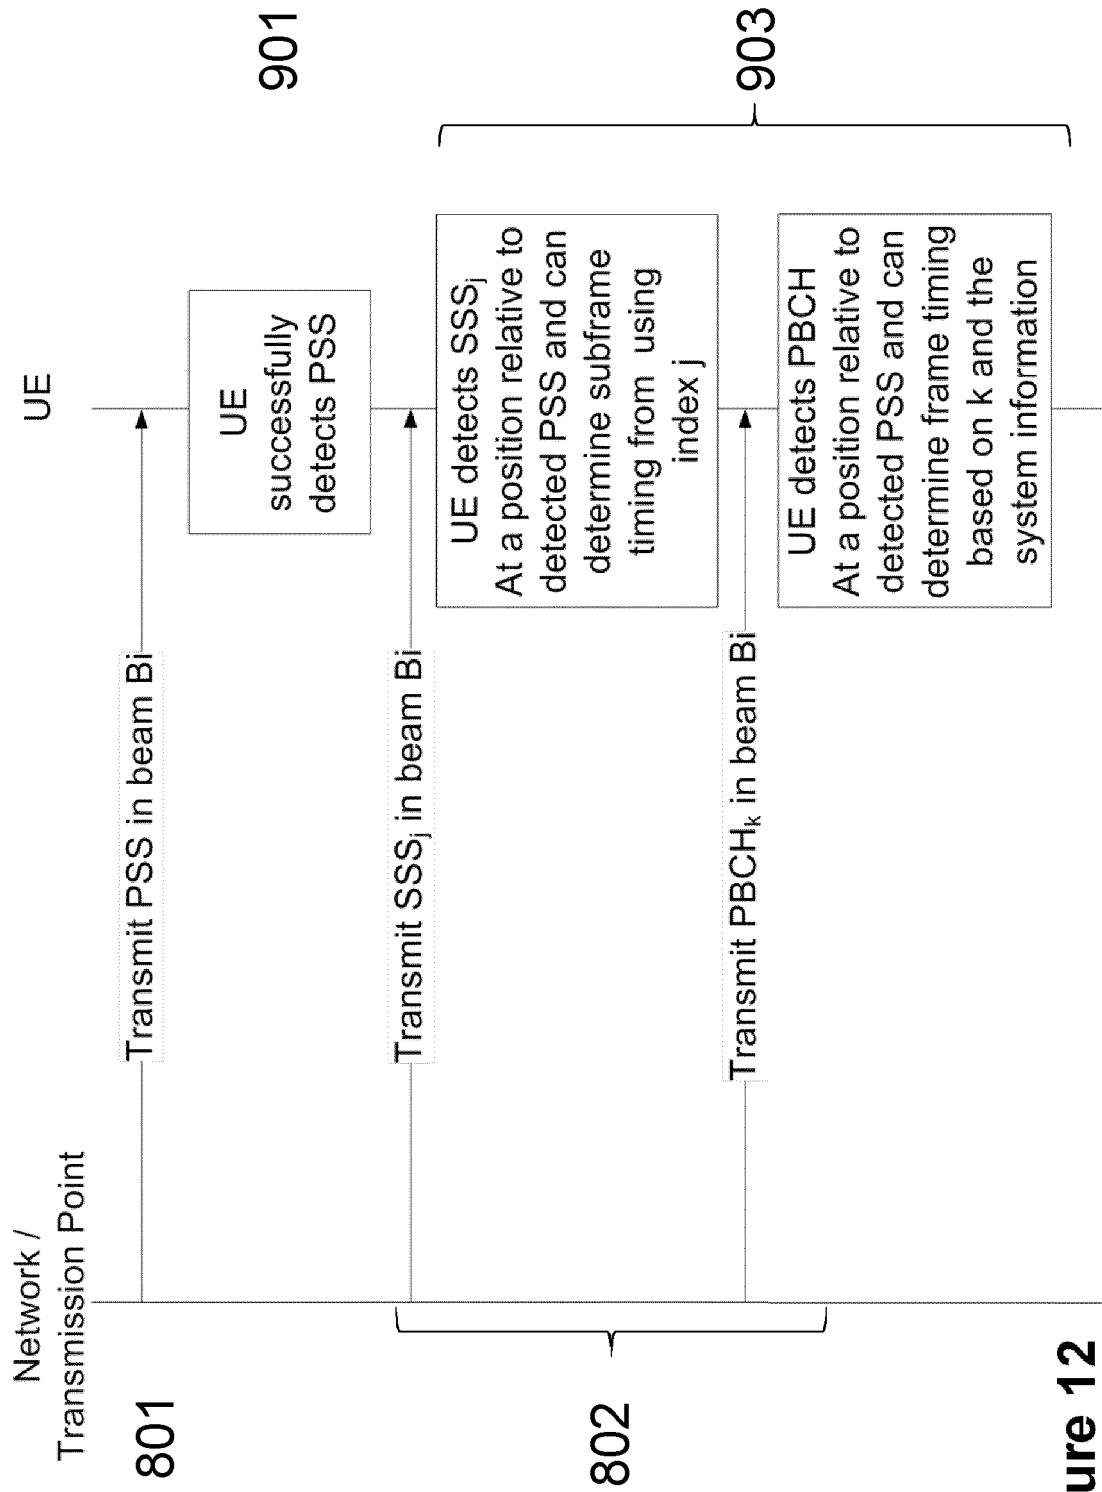 Network /
Transmission Point
UE
801
Transmit PSS in beam Bi
901
UE
successfully
detects PSS
802
Transmit SSSj in beam Bi
UE detects SSSj
At a position relative to
detected PSS and can
determine subframe
timing from using
index j
903
Transmit PBCHk in beam Bi
UE detects PBCH
At a position relative to
detected PSS and can
determine frame timing
based on k and the
system information
ure 12